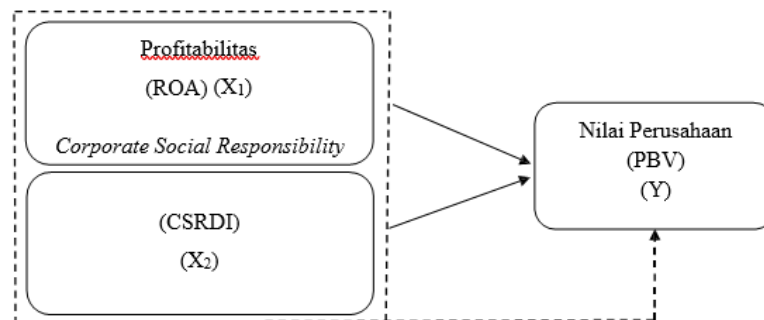 Profitabilitas
(ROA) (X₁)
Corporate Social Responsibility
(CSRDI)
(X₂)
Nilai Perusahaan
(PBV)
(Y)